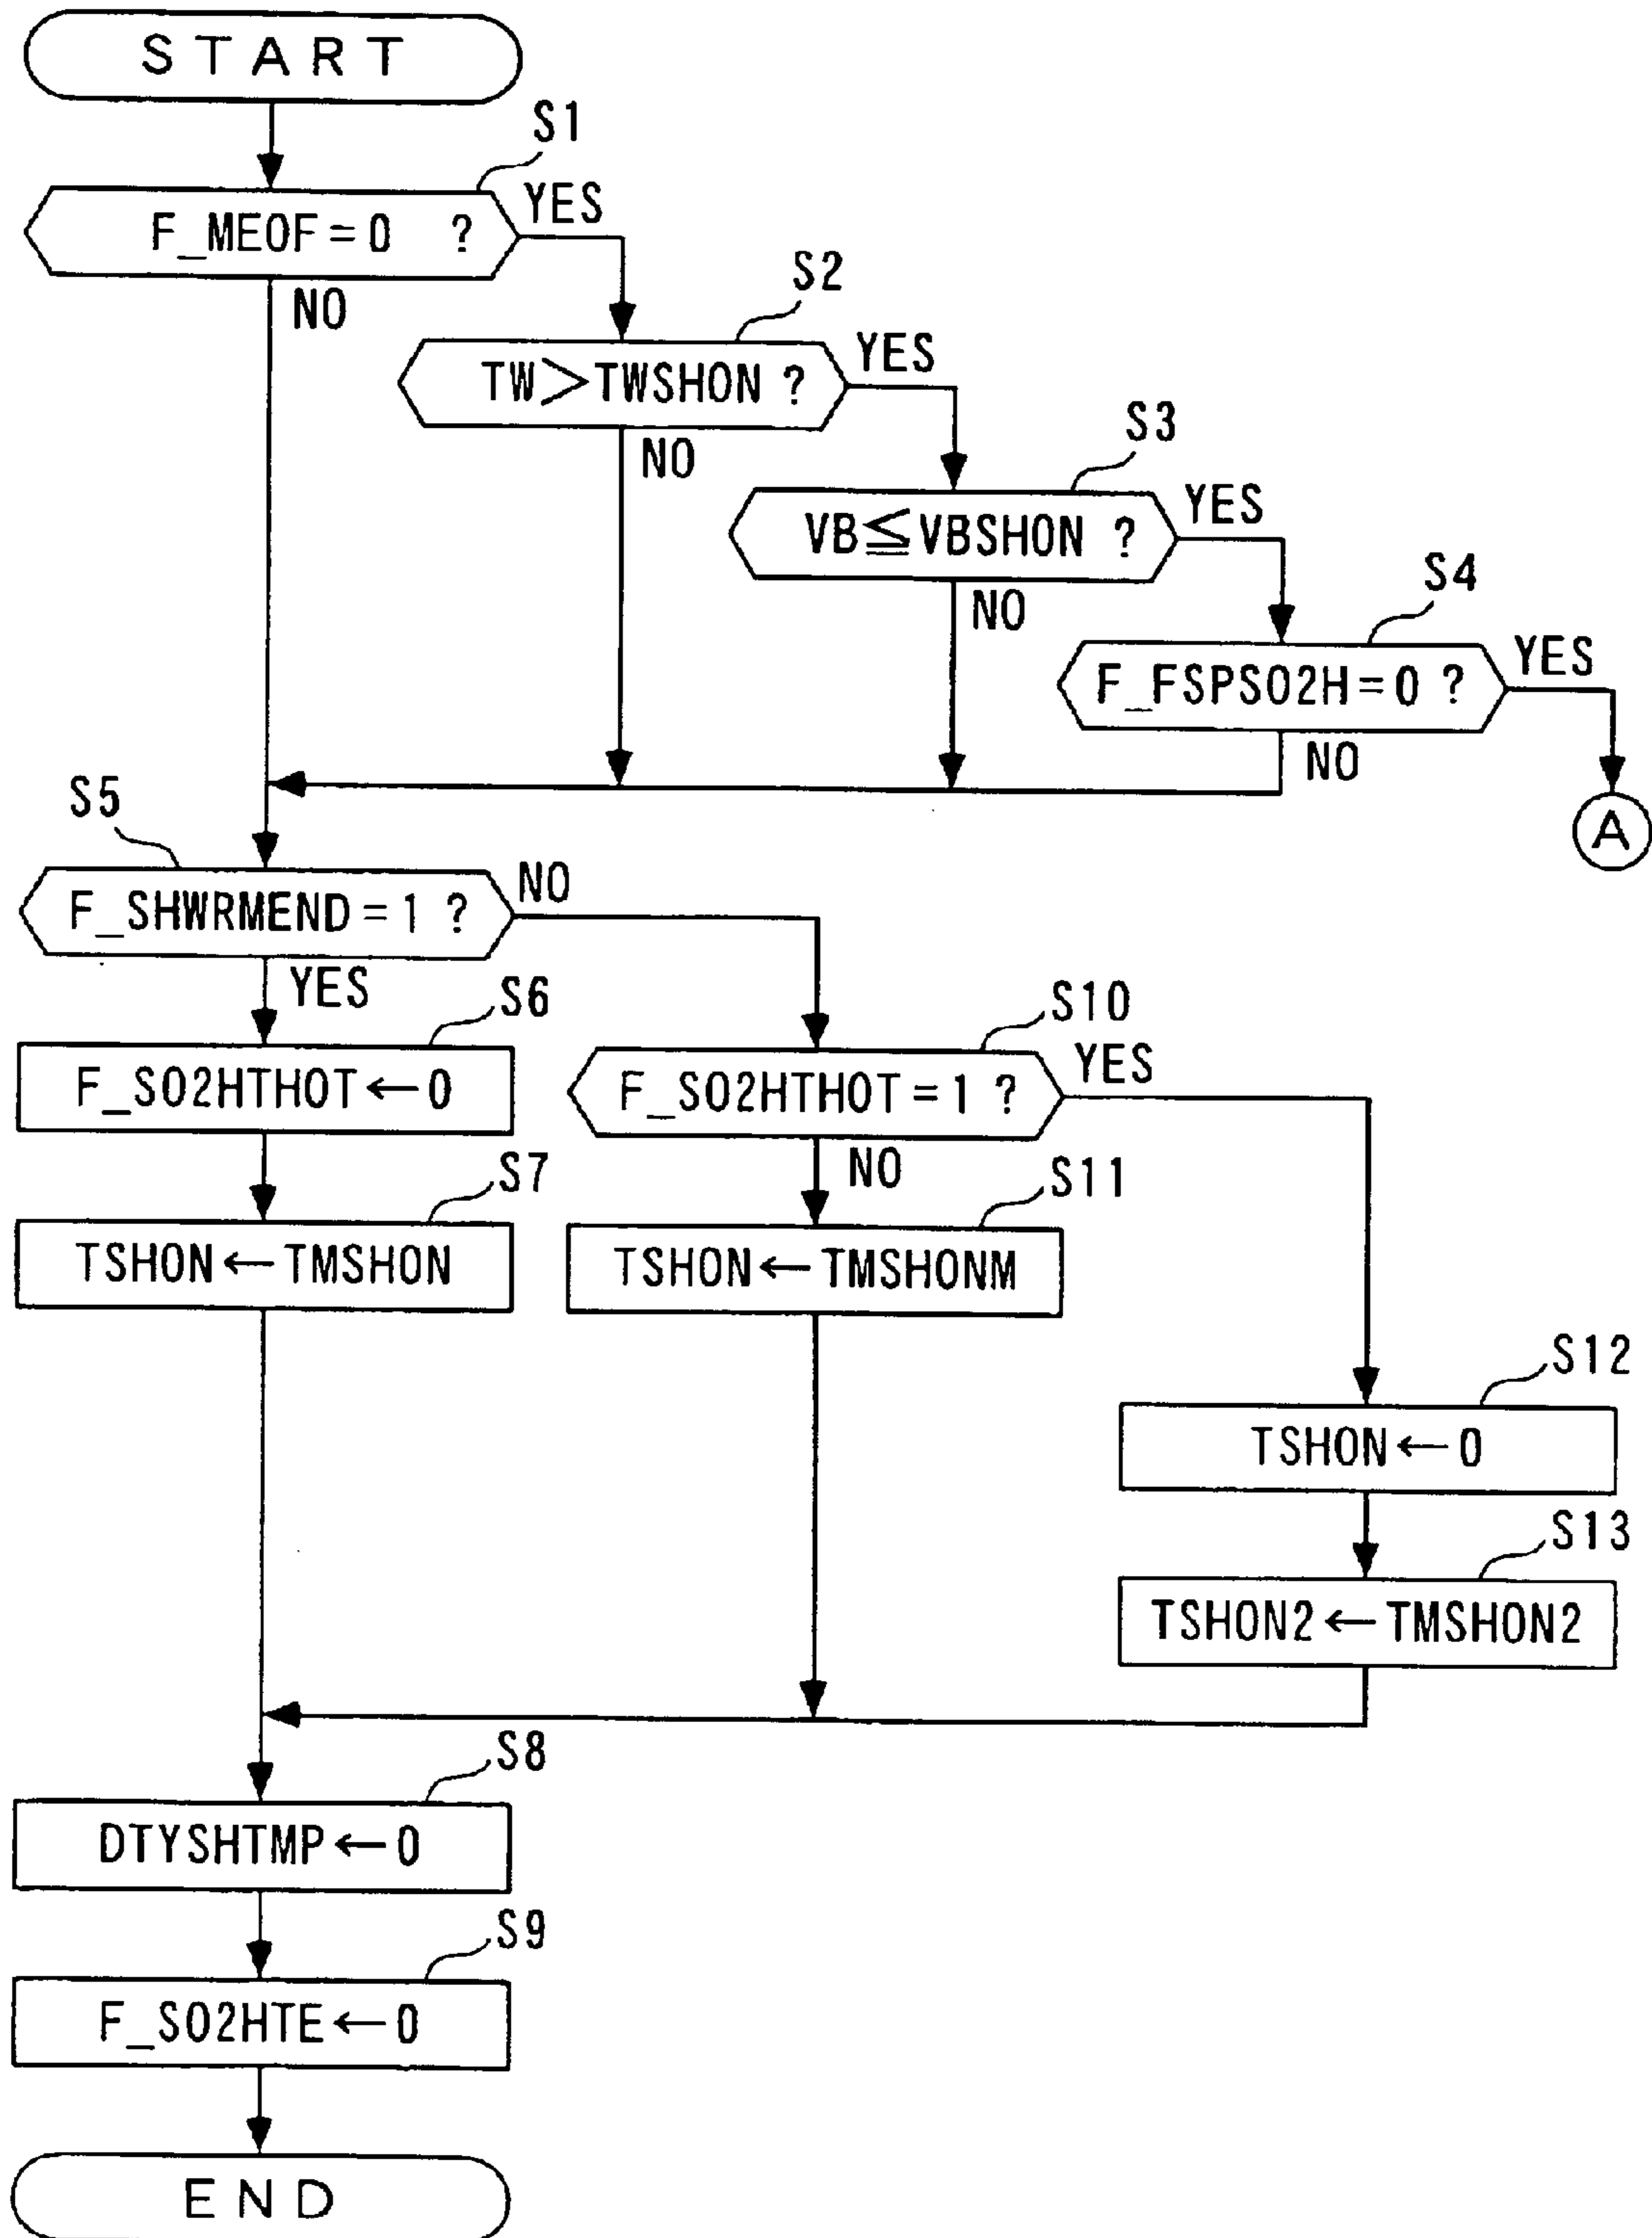 START
S1
F_MEOF=0 ?
YES
NO
S2
TW>TWSHON ?
YES
NO
S3
VB≦VBSHON ?
YES
NO
S4
F_FSPSO2H=0 ?
YES
NO
A
S5
F_SHWRMEND=1 ?
NO
YES
S6
F_SO2HTHOT←0
S7
TSHON←TMSHON
S10
F_SO2HTHOT=1 ?
YES
NO
S11
TSHON←TMSHONM
S12
TSHON←0
S13
TSHON2←TMSHON2
S8
DTYSHTMP←0
S9
F_SO2HTE←0
END